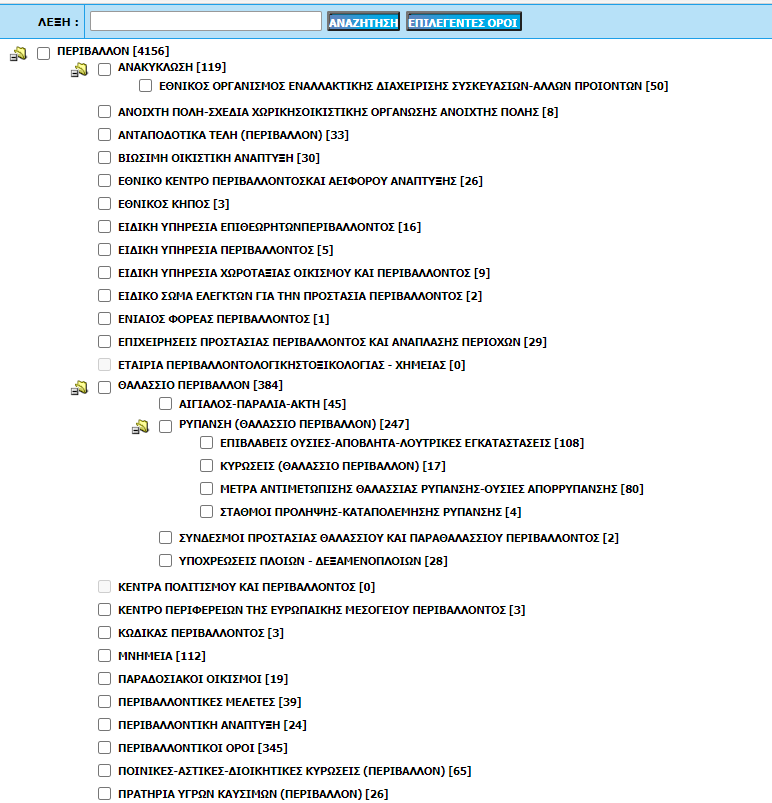 ΛΕΞΗ :
ΑΝΑΖΗΤΗΣΗ
ΕΠΙΛΕΓΕΝΤΕΣ ΟΡΟΙ
ΠΕΡΙΒΑΛΛΟΝ [4156]
ΑΝΑΚΥΚΛΩΣΗ [119]
ΕΘΝΙΚΟΣ ΟΡΓΑΝΙΣΜΟΣ ΕΝΑΛΛΑΚΤΙΚΗΣ ΔΙΑΧΕΙΡΙΣΗΣ ΣΥΣΚΕΥΑΣΙΩΝ-ΑΛΛΩΝ ΠΡΟΙΟΝΤΩΝ [50]
ΑΝΟΙΧΤΗ ΠΟΛΗ-ΣΧΕΔΙΑ ΧΩΡΙΚΗΣΟΙΚΙΣΤΙΚΗΣ ΟΡΓΑΝΩΣΗΣ ΑΝΟΙΧΤΗΣ ΠΟΛΗΣ [8]
ΑΝΤΑΠΟΔΟΤΙΚΑ ΤΕΛΗ (ΠΕΡΙΒΑΛΛΟΝ) [33]
ΒΙΩΣΙΜΗ ΟΙΚΙΣΤΙΚΗ ΑΝΑΠΤΥΞΗ [30]
ΕΘΝΙΚΟ ΚΕΝΤΡΟ ΠΕΡΙΒΑΛΛΟΝΤΟΣΚΑΙ ΑΕΙΦΟΡΟΥ ΑΝΑΠΤΥΞΗΣ [26]
ΕΘΝΙΚΟΣ ΚΗΠΟΣ [3]
ΕΙΔΙΚΗ ΥΠΗΡΕΣΙΑ ΕΠΙΘΕΩΡΗΤΩΝΠΕΡΙΒΑΛΛΟΝΤΟΣ [16]
ΕΙΔΙΚΗ ΥΠΗΡΕΣΙΑ ΠΕΡΙΒΑΛΛΟΝΤΟΣ [5]
ΕΙΔΙΚΗ ΥΠΗΡΕΣΙΑ ΧΩΡΟΤΑΞΙΑΣ ΟΙΚΙΣΜΟΥ ΚΑΙ ΠΕΡΙΒΑΛΛΟΝΤΟΣ [9]
ΕΙΔΙΚΟ ΣΩΜΑ ΕΛΕΓΚΤΩΝ ΓΙΑ ΤΗΝ ΠΡΟΣΤΑΣΙΑ ΠΕΡΙΒΑΛΛΟΝΤΟΣ [2]
ΕΝΙΑΙΟΣ ΦΟΡΕΑΣ ΠΕΡΙΒΑΛΛΟΝΤΟΣ [1]
ΕΠΙΧΕΙΡΗΣΕΙΣ ΠΡΟΣΤΑΣΙΑΣ ΠΕΡΙΒΑΛΛΟΝΤΟΣ ΚΑΙ ΑΝΑΠΛΑΣΗΣ ΠΕΡΙΟΧΩΝ [29]
ΕΤΑΙΡΙΑ ΠΕΡΙΒΑΛΛΟΝΤΟΛΟΓΙΚΗΣΤΟΞΙΚΟΛΟΓΙΑΣ - ΧΗΜΕΙΑΣ [0]
ΘΑΛΑΣΣΙΟ ΠΕΡΙΒΑΛΛΟΝ [384]
ΑΙΓΙΑΛΟΣ-ΠΑΡΑΛΙΑ-ΑΚΤΗ [45]
ΡΥΠΑΝΣΗ (ΘΑΛΑΣΣΙΟ ΠΕΡΙΒΑΛΛΟΝ) [247]
ΕΠΙΒΛΑΒΕΙΣ ΟΥΣΙΕΣ-ΑΠΟΒΛΗΤΑ-ΛΟΥΤΡΙΚΕΣ ΕΓΚΑΤΑΣΤΑΣΕΙΣ [108]
ΚΥΡΩΣΕΙΣ (ΘΑΛΑΣΣΙΟ ΠΕΡΙΒΑΛΛΟΝ) [17]
ΜΕΤΡΑ ΑΝΤΙΜΕΤΩΠΙΣΗΣ ΘΑΛΑΣΣΙΑΣ ΡΥΠΑΝΣΗΣ-ΟΥΣΙΕΣ ΑΠΟΡΡΥΠΑΝΣΗΣ [80]
ΣΤΑΘΜΟΙ ΠΡΟΛΗΨΗΣ-ΚΑΤΑΠΟΛΕΜΗΣΗΣ ΡΥΠΑΝΣΗΣ [4]
ΣΥΝΔΕΣΜΟΙ ΠΡΟΣΤΑΣΙΑΣ ΘΑΛΑΣΣΙΟΥ ΚΑΙ ΠΑΡΑΘΑΛΑΣΣΙΟΥ ΠΕΡΙΒΑΛΛΟΝΤΟΣ [2]
ΥΠΟΧΡΕΩΣΕΙΣ ΠΛΟΙΩΝ - ΔΕΞΑΜΕΝΟΠΛΟΙΩΝ [28]
ΚΕΝΤΡΑ ΠΟΛΙΤΙΣΜΟΥ ΚΑΙ ΠΕΡΙΒΑΛΛΟΝΤΟΣ [0]
ΚΕΝΤΡΟ ΠΕΡΙΦΕΡΕΙΩΝ ΤΗΣ ΕΥΡΩΠΑΙΚΗΣ ΜΕΣΟΓΕΙΟΥ ΠΕΡΙΒΑΛΛΟΝΤΟΣ [3]
ΚΩΔΙΚΑΣ ΠΕΡΙΒΑΛΛΟΝΤΟΣ [3]
ΜΝΗΜΕΙΑ [112]
ΠΑΡΑΔΟΣΙΑΚΟΙ ΟΙΚΙΣΜΟΙ [19]
ΠΕΡΙΒΑΛΛΟΝΤΙΚΕΣ ΜΕΛΕΤΕΣ [39]
ΠΕΡΙΒΑΛΛΟΝΤΙΚΗ ΑΝΑΠΤΥΞΗ [24]
ΠΕΡΙΒΑΛΛΟΝΤΙΚΟΙ ΟΡΟΙ [345]
ΠΟΙΝΙΚΕΣ-ΑΣΤΙΚΕΣ-ΔΙΟΙΚΗΤΙΚΕΣ ΚΥΡΩΣΕΙΣ (ΠΕΡΙΒΑΛΛΟΝ) [65]
ΠΡΑΤΗΡΙΑ ΥΓΡΩΝ ΚΑΥΣΙΜΩΝ (ΠΕΡΙΒΑΛΛΟΝ) [26]